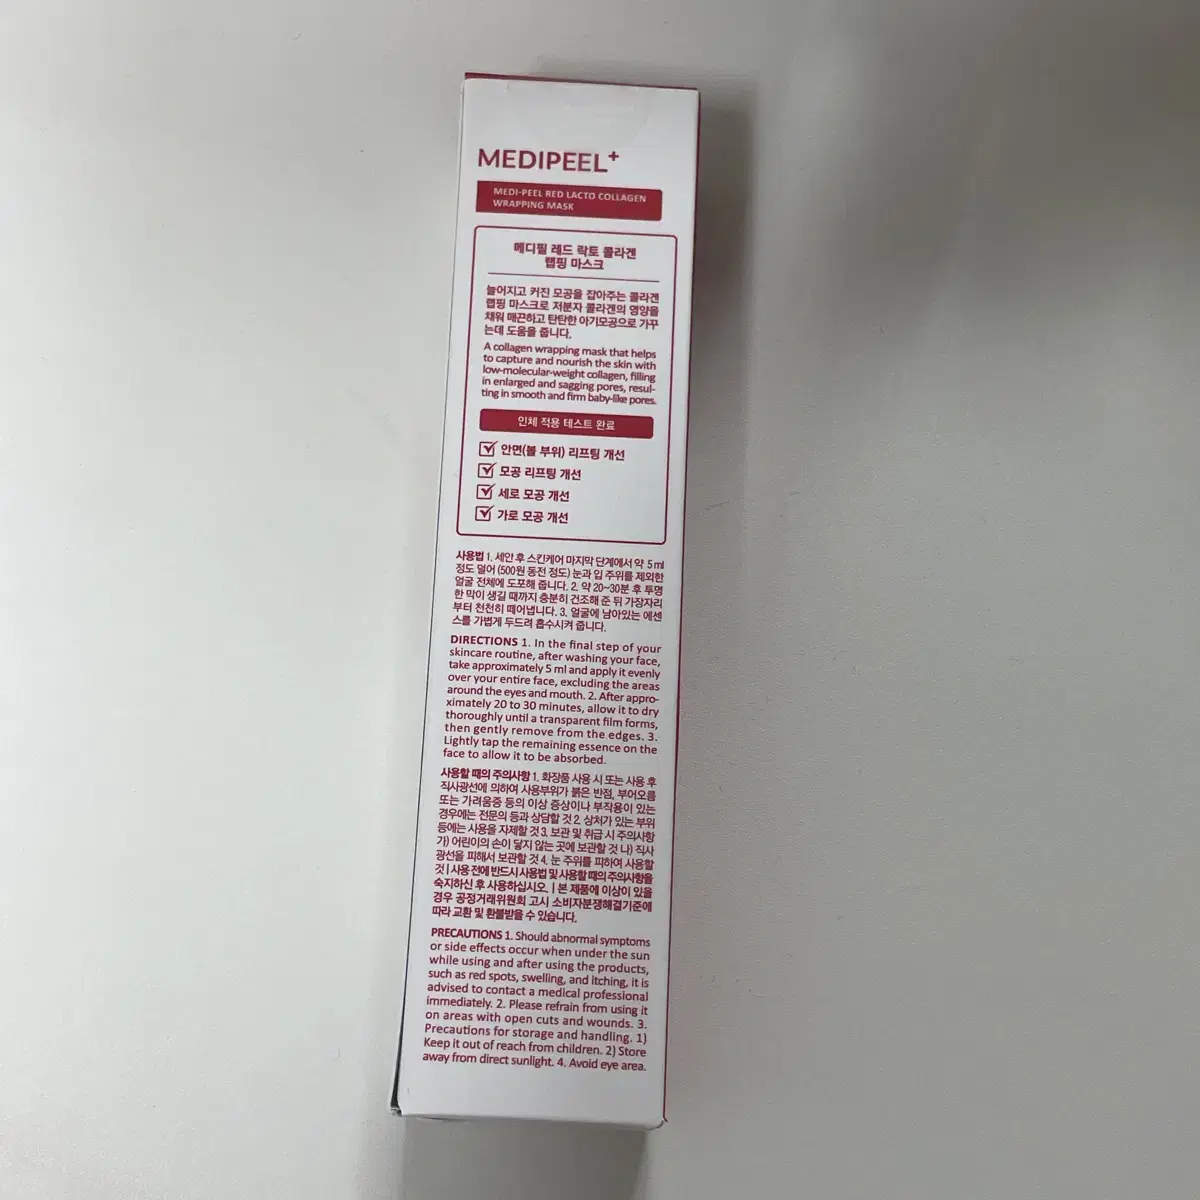 MEDIPEEL+
MEDI-PEEL RED LACTO COLLAGEN
WRAPPING MASK
메디필 레드 락토 콜라겐
랩핑 마스크
늘어지고 커진 모공을 잡아주는 콜라겐
랩핑 마스크로 저분자 콜라겐의 영양을
채워 매끈하고 탄탄한 아기모공으로 가꾸
는데 도움을 줍니다.
A collagen wrapping mask that helps
to capture and nourish the skin with
low-molecular-weight collagen, filling
in enlarged and sagging pores, resul-
ting in smooth and firm baby-like pores.
인체 적용 테스트 완료
안면(볼 부위) 리프팅 개선
모공 리프팅 개선
세로 모공 개선
가로 모공 개선
사용법 1. 세안 후 스킨케어 마지막 단계에서 약 5 ml
정도 덜어 (500원 동전 정도) 눈과 입 주위를 제외한
얼굴 전체에 도포해 줍니다. 2. 약 20~30분 후 투명
한 막이 생길 때까지 충분히 건조해 준 뒤 가장자리
부터 천천히 떼어냅니다. 3. 얼굴에 남아있는 에센
스를 가볍게 두드려 흡수시켜 줍니다.
DIRECTIONS 1. In the final step of your
skincare routine, after washing your face,
take approximately 5 ml and apply it evenly
over your entire face, excluding the areas
around the eyes and mouth. 2. After appro-
ximately 20 to 30 minutes, allow it to dry
thoroughly until a transparent film forms,
then gently remove from the edges. 3.
Lightly tap the remaining essence on the
face to allow it to be absorbed.
사용할 때의 주의사항 1. 화장품 사용 시 또는 사용 후
직사광선에 의하여 사용부위가 붉은 반점, 부어오름
또는 가려움증 등의 이상 증상이나 부작용이 있는
경우에는 전문의 등과 상담할 것 2. 상처가 있는 부위
등에는 사용을 자제할 것 3. 보관 및 취급 시 주의사항
가) 어린이의 손이 닿지 않는 곳에 보관할 것 나) 직사
광선을 피해서 보관할 것 4. 눈 주위를 피하여 사용할
것 | 사용 전에 반드시 사용법 및 사용할 때의 주의사항을
숙지하신 후 사용하십시오. | 본 제품에 이상이 있을
경우 공정거래위원회 고시 소비자분쟁해결기준에
따라 교환 및 환불받을 수 있습니다.
PRECAUTIONS 1. Should abnormal symptoms
or side effects occur when under the sun
while using and after using the products,
such as red spots, swelling, and itching, it is
advised to contact a medical professional
immediately. 2. Please refrain from using it
on areas with open cuts and wounds. 3.
Precautions for storage and handling. 1)
Keep it out of reach from children. 2) Store
away from direct sunlight. 4. Avoid eye area.